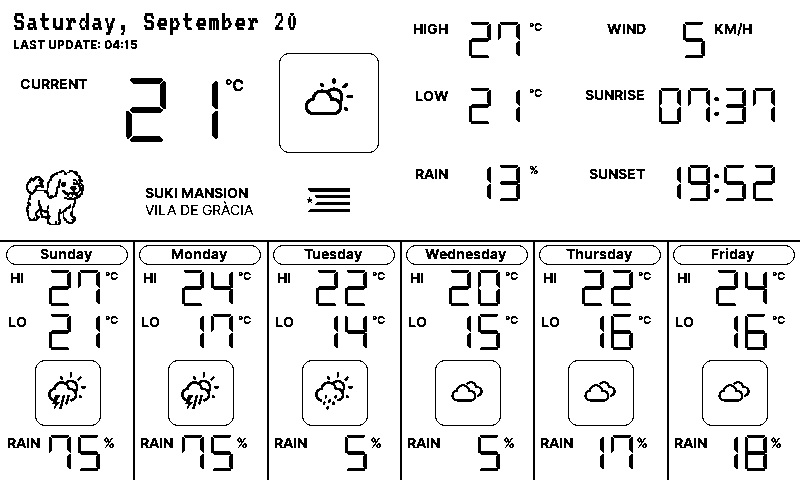 Saturday, September 20
LAST UPDATE: 04:15
CURRENT 21 °C
HIGH 27 °C
WIND 5 KM/H
LOW 21 °C
SUNRISE 07:37
RAIN 13 %
SUNSET 19:52
SUKI MANSION
VILA DE GRÀCIA
Sunday Monday Tuesday Wednesday Thursday Friday
HI 27 °C HI 24 °C HI 22 °C HI 20 °C HI 22 °C HI 24 °C
LO 21 °C LO 17 °C LO 14 °C LO 15 °C LO 16 °C LO 16 °C
RAIN 75 % RAIN 75 % RAIN 5 % RAIN 5 % RAIN 17 % RAIN 18 %